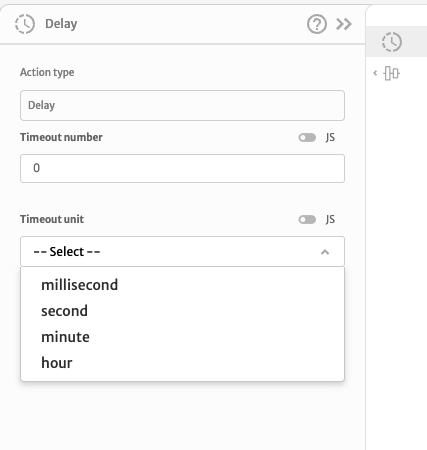 Delay
Action type
Delay
Timeout number
JS
0
Timeout unit
JS
-- Select --
millisecond
second
minute
hour